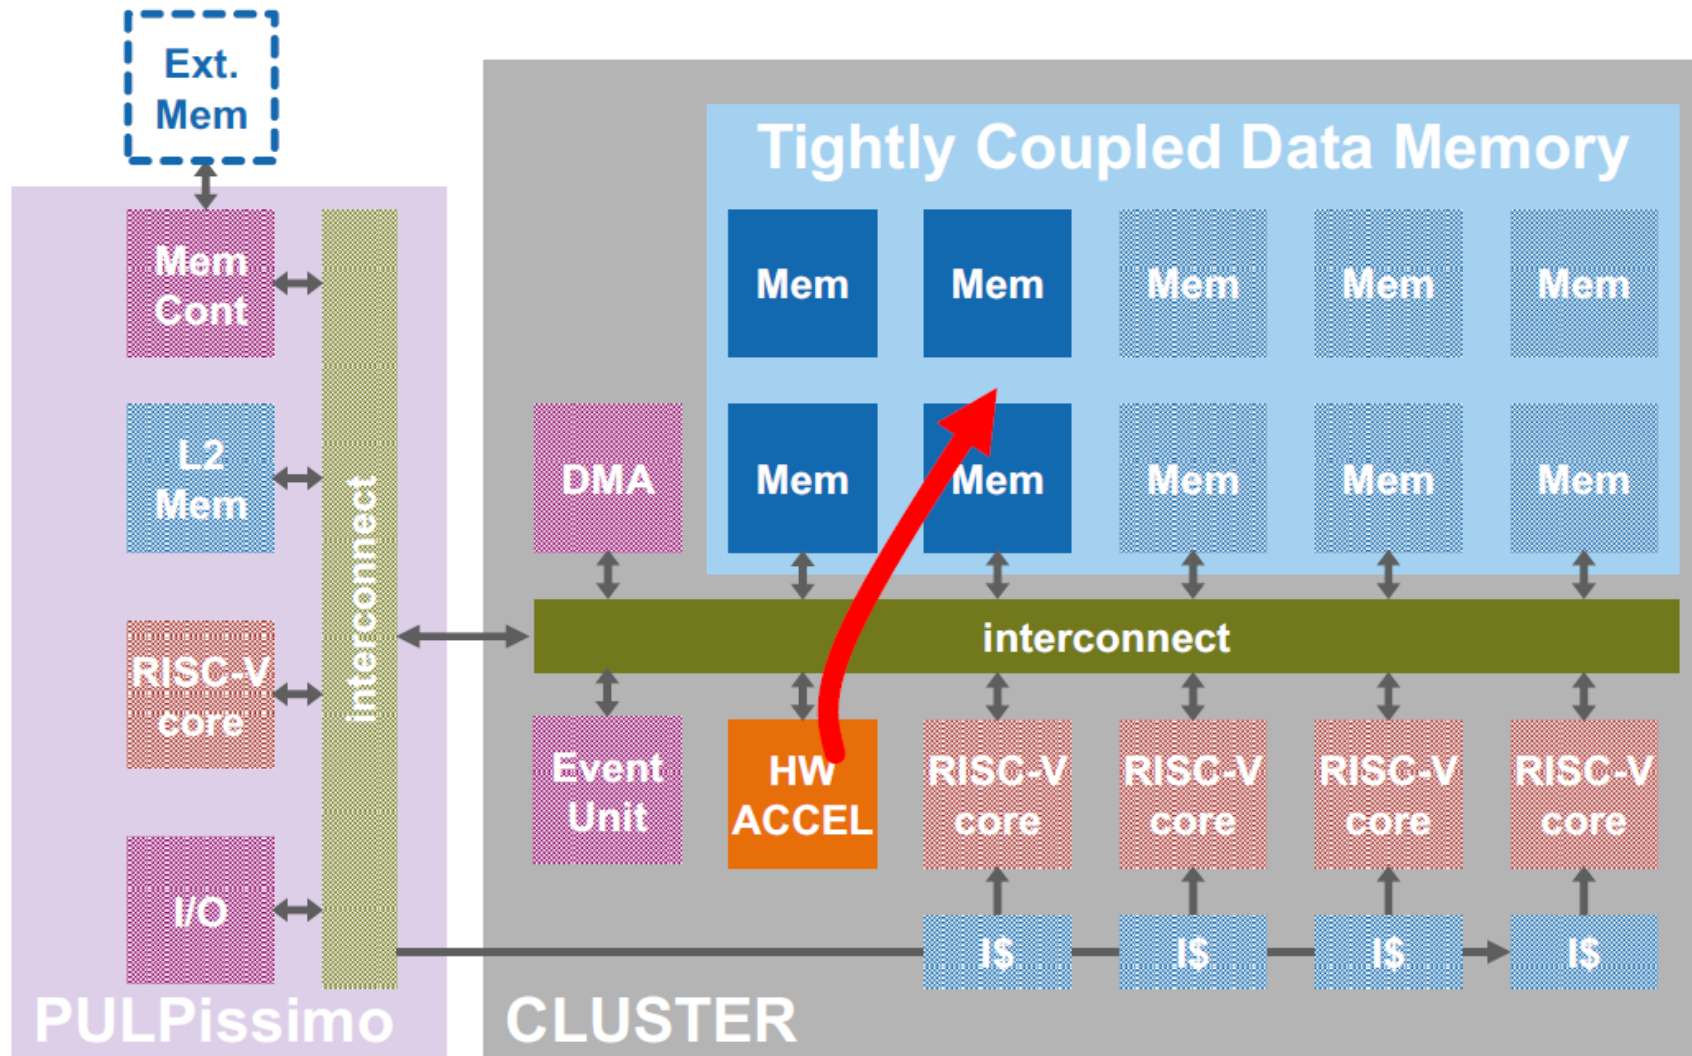 Ext.
Mem
Tightly Coupled Data Memory
Mem
Cont
Mem
Mem
Mem
Mem
Mem
L2
Mem
DMA
Mem
Mem
Mem
Mem
Mem
interconnect
interconnect
RISC-V
core
Event
Unit
HW
ACCEL
RISC-V
core
RISC-V
core
RISC-V
core
RISC-V
core
I/O
I$
I$
I$
I$
PULPissimo
CLUSTER